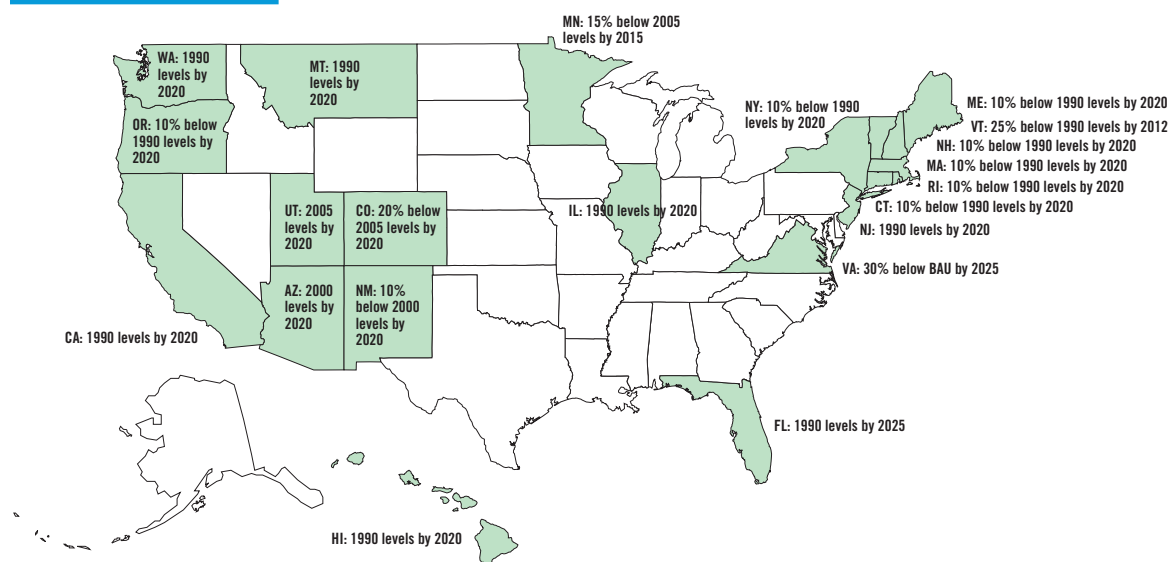 MN: 15% below 2005
levels by 2015
WA: 1990
levels by
2020
MT: 1990
levels by
2020
OR: 10% below
1990 levels by
2020
NY: 10% below 1990
levels by 2020
ME: 10% below 1990 levels by 2020
VT: 25% below 1990 levels by 2012
NH: 10% below 1990 levels by 2020
MA: 10% below 1990 levels by 2020
RI: 10% below 1990 levels by 2020
CT: 10% below 1990 levels by 2020
NJ: 1990 levels by 2020
UT: 2005
levels by
2020
CO: 20% below
2005 levels by
2020
IL: 1990 levels by 2020
VA: 30% below BAU by 2025
AZ: 2000
levels by
2020
NM: 10%
below 2000
levels by
2020
CA: 1990 levels by 2020
FL: 1990 levels by 2025
HI: 1990 levels by 2020